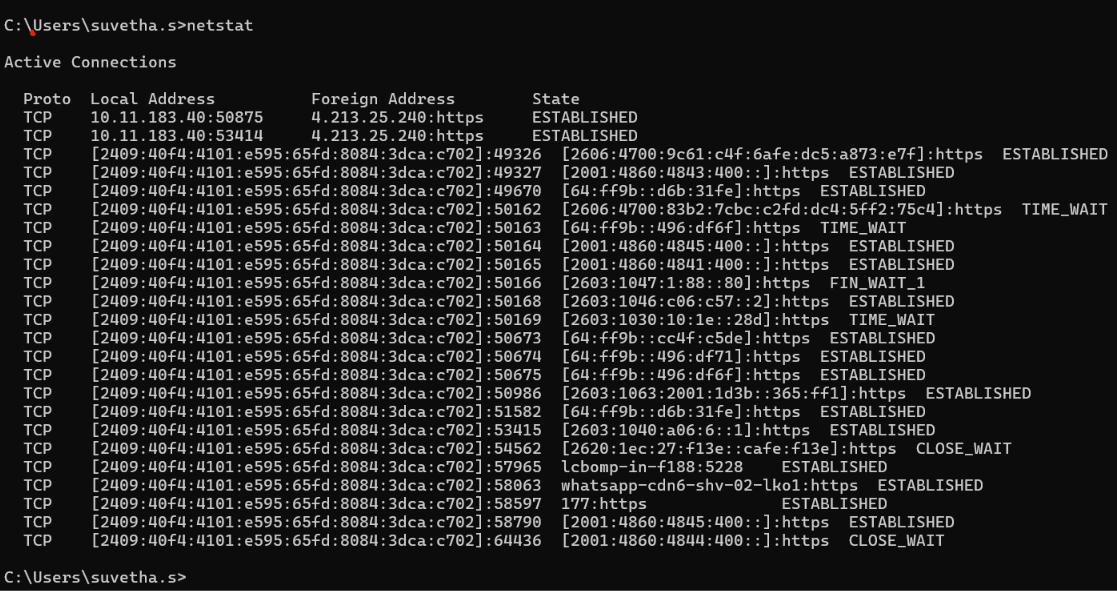 C:\Users\suvetha.s>netstat
Active Connections
Proto  Local Address          Foreign Address        State
TCP    10.11.183.40:50875     4.213.25.240:https     ESTABLISHED
TCP    10.11.183.40:53414     4.213.25.240:https     ESTABLISHED
TCP    [2409:40f4:4101:e595:65fd:8084:3dca:c702]:49326  [2606:4700:9c61:c4f:6afe:dc5:a873:e7f]:https  ESTABLISHED
TCP    [2409:40f4:4101:e595:65fd:8084:3dca:c702]:49327  [2001:4860:4843:400::]:https  ESTABLISHED
TCP    [2409:40f4:4101:e595:65fd:8084:3dca:c702]:49670  [64:ff9b::d6b:31fe]:https  ESTABLISHED
TCP    [2409:40f4:4101:e595:65fd:8084:3dca:c702]:50162  [2606:4700:83b2:7cbc:c2fd:dc4:5ff2:75c4]:https  TIME_WAIT
TCP    [2409:40f4:4101:e595:65fd:8084:3dca:c702]:50163  [64:ff9b::496:df6f]:https  TIME_WAIT
TCP    [2409:40f4:4101:e595:65fd:8084:3dca:c702]:50164  [2001:4860:4845:400::]:https  ESTABLISHED
TCP    [2409:40f4:4101:e595:65fd:8084:3dca:c702]:50165  [2001:4860:4841:400::]:https  ESTABLISHED
TCP    [2409:40f4:4101:e595:65fd:8084:3dca:c702]:50166  [2603:1047:1:88::80]:https  FIN_WAIT_1
TCP    [2409:40f4:4101:e595:65fd:8084:3dca:c702]:50168  [2603:1046:c06:c57::2]:https  ESTABLISHED
TCP    [2409:40f4:4101:e595:65fd:8084:3dca:c702]:50169  [2603:1030:10:1e::28d]:https  TIME_WAIT
TCP    [2409:40f4:4101:e595:65fd:8084:3dca:c702]:50673  [64:ff9b::cc4f:c5de]:https  ESTABLISHED
TCP    [2409:40f4:4101:e595:65fd:8084:3dca:c702]:50674  [64:ff9b::496:df71]:https  ESTABLISHED
TCP    [2409:40f4:4101:e595:65fd:8084:3dca:c702]:50675  [64:ff9b::496:df6f]:https  ESTABLISHED
TCP    [2409:40f4:4101:e595:65fd:8084:3dca:c702]:50986  [2603:1063:2001:1d3b::365:ff1]:https  ESTABLISHED
TCP    [2409:40f4:4101:e595:65fd:8084:3dca:c702]:51582  [64:ff9b::d6b:31fe]:https  ESTABLISHED
TCP    [2409:40f4:4101:e595:65fd:8084:3dca:c702]:53415  [2603:1040:a06:6::1]:https  ESTABLISHED
TCP    [2409:40f4:4101:e595:65fd:8084:3dca:c702]:54562  [2620:1ec:27:f13e::cafe:f13e]:https  CLOSE_WAIT
TCP    [2409:40f4:4101:e595:65fd:8084:3dca:c702]:57965  lcbomp-in-f188:5228    ESTABLISHED
TCP    [2409:40f4:4101:e595:65fd:8084:3dca:c702]:58063  whatsapp-cdn6-shv-02-lko1:https  ESTABLISHED
TCP    [2409:40f4:4101:e595:65fd:8084:3dca:c702]:58597  177:https              ESTABLISHED
TCP    [2409:40f4:4101:e595:65fd:8084:3dca:c702]:58790  [2001:4860:4845:400::]:https  ESTABLISHED
TCP    [2409:40f4:4101:e595:65fd:8084:3dca:c702]:64436  [2001:4860:4844:400::]:https  CLOSE_WAIT
C:\Users\suvetha.s>